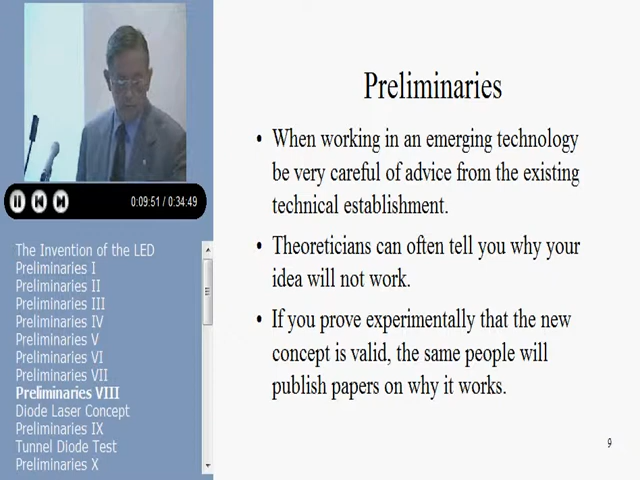 0:09:51 / 0:34:49
The Invention of the LED
Preliminaries I
Preliminaries II
Preliminaries III
Preliminaries IV
Preliminaries V
Preliminaries VI
Preliminaries VII
Preliminaries VIII
Diode Laser Concept
Preliminaries IX
Tunnel Diode Test
Preliminaries X
Preliminaries
• When working in an emerging technology
be very careful of advice from the existing
technical establishment.
• Theoreticians can often tell you why your
idea will not work.
• If you prove experimentally that the new
concept is valid, the same people will
publish papers on why it works.
9